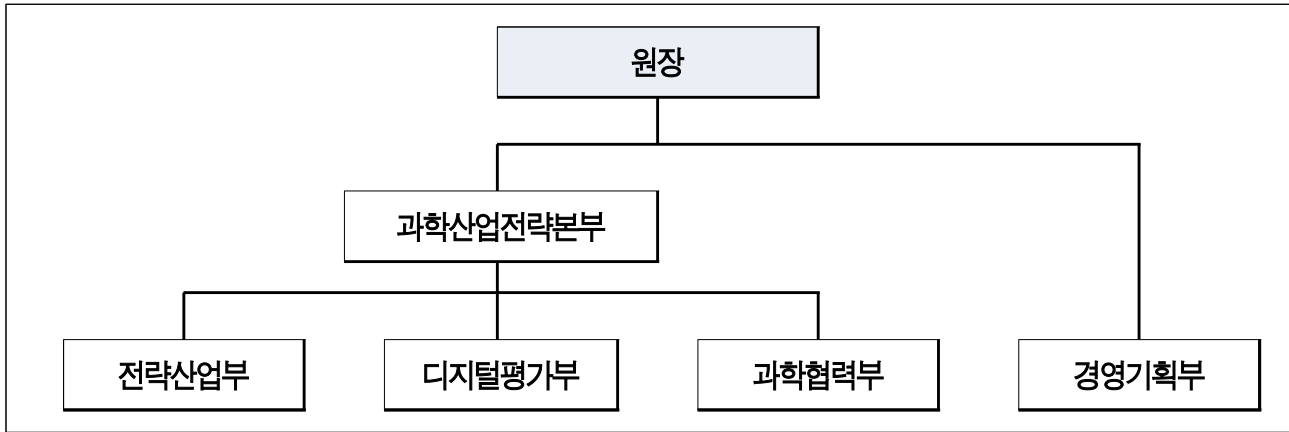 원장
과학산업전략본부
전략산업부
디지털평가부
과학협력부
경영기획부